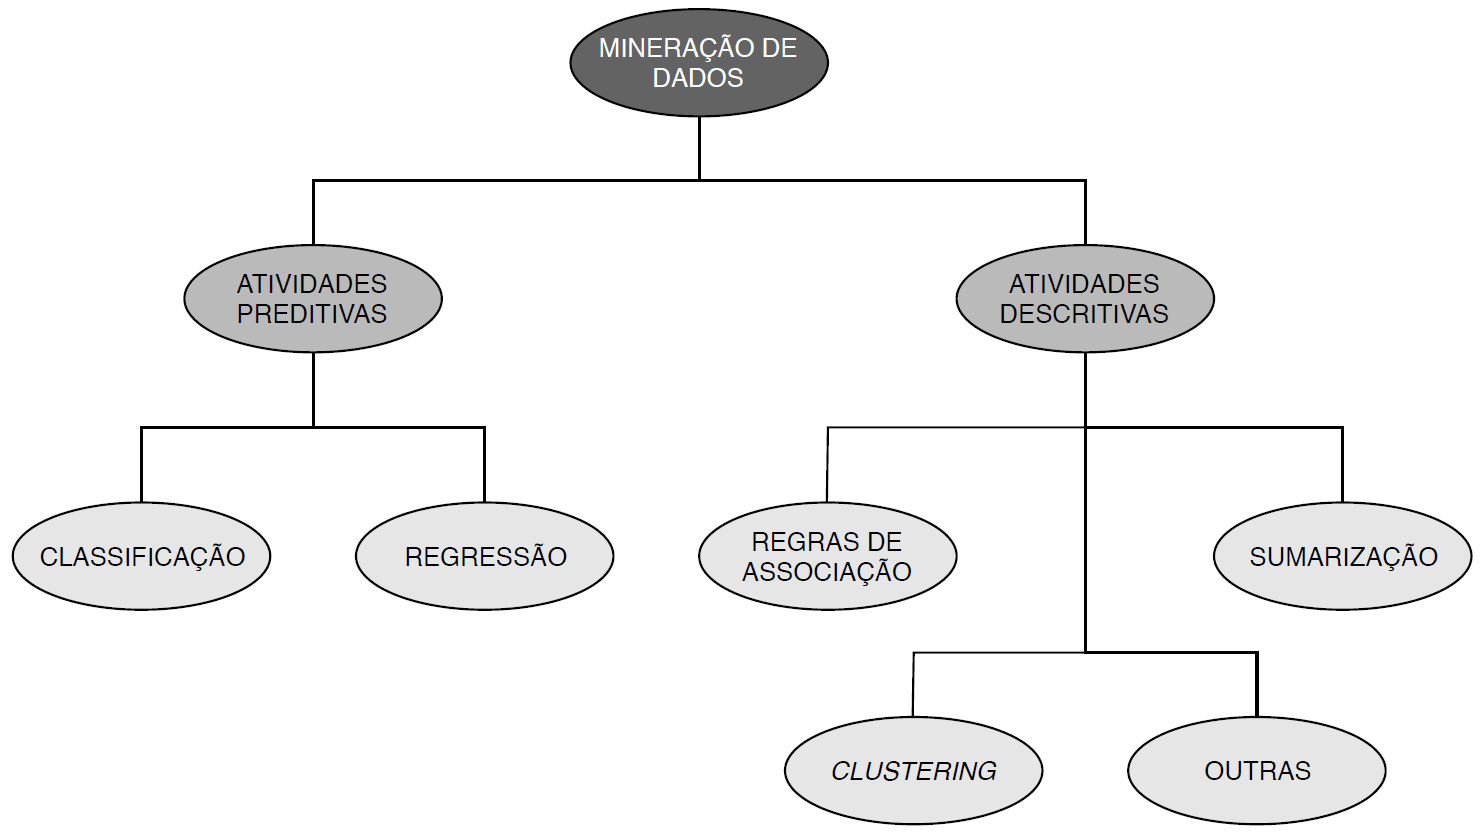 MINERAÇÃO DE
DADOS
ATIVIDADES
PREDITIVAS
ATIVIDADES
DESCRITIVAS
CLASSIFICAÇÃO
REGRESSÃO
REGRAS DE
ASSOCIAÇÃO
SUMARIZAÇÃO
CLUSTERING
OUTRAS